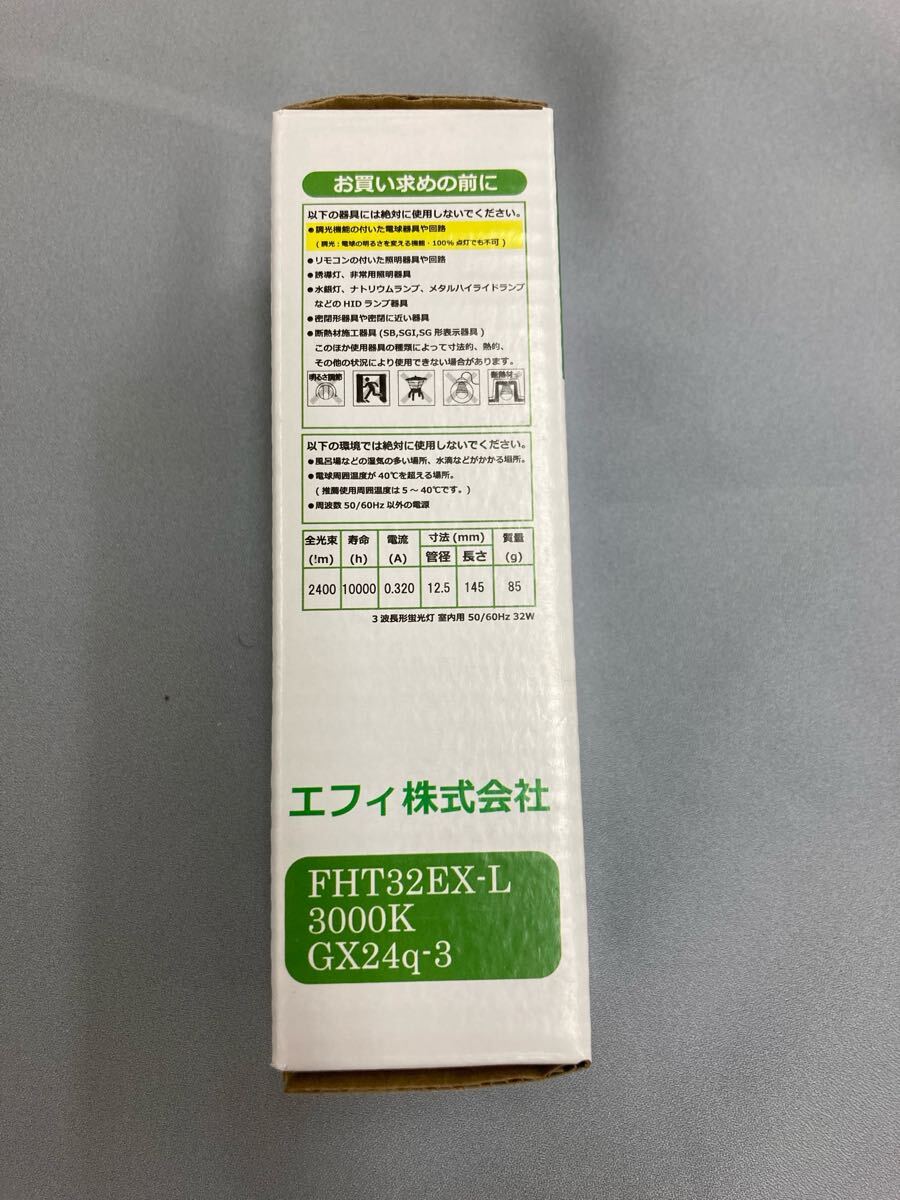 お買い求めの前に
以下の器具には絶対に使用しないでください。
●調光機能の付いた電球器具や回路
(調光：電球の明るさを変える機能・100%点灯でも不可)
●リモコンの付いた照明器具や回路
●誘導灯、非常用照明器具
●水銀灯、ナトリウムランプ、メタルハイライドランプ
などの HID ランプ器具
●密閉形器具や密閉に近い器具
●断熱材施工器具(SB,SGI,SG 形表示器具)
このほか使用器具の種類によって寸法的、熱的、
その他の状況により使用できない場合があります。
明るさ調節 断熱材
以下の環境では絶対に使用しないでください。
●風呂場などの湿気の多い場所、水滴などがかかる場所。
●電球周囲温度が 40℃を超える場所。
(推薦使用周囲温度は 5～40℃です。)
●周波数 50/60Hz 以外の電源
全光束 寿命 電流 寸法(mm) 質量
(lm) (h) (A) 管径 長さ (g)
2400 10000 0.320 12.5 145 85
3 波長形蛍光灯 室内用 50/60Hz 32W
エフィ株式会社
FHT32EX-L
3000K
GX24q-3